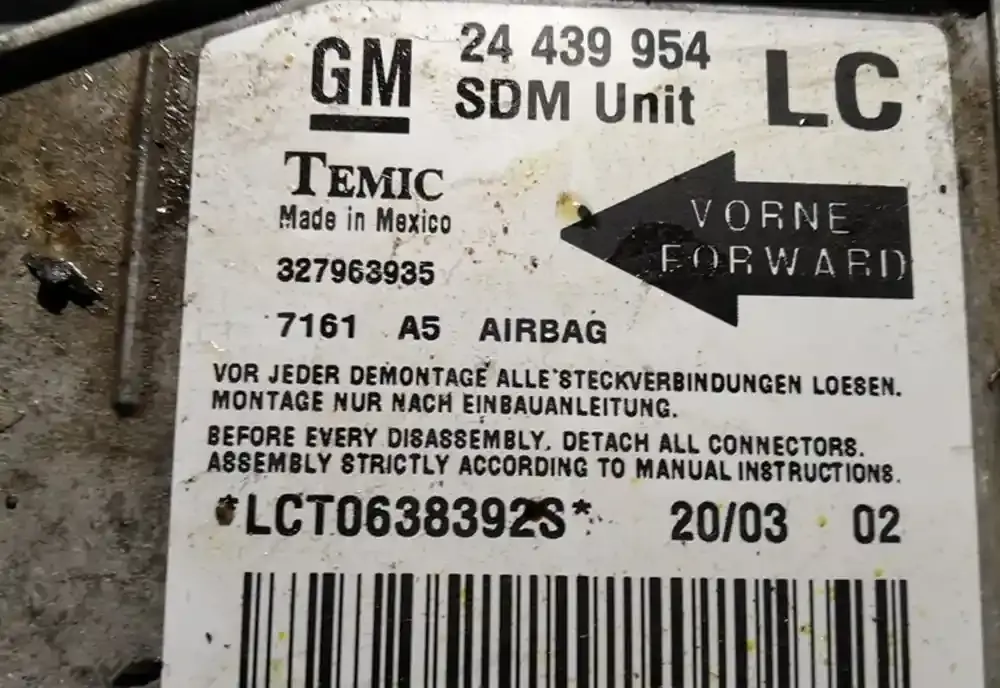 GM 24 439 954 LC
SDM Unit
TEMIC
Made in Mexico
VORNE
FORWARD
327963935
7161 A5 AIRBAG
VOR JEDER DEMONTAGE ALLE STECKVERBINDUNGEN LOESEN.
MONTAGE NUR NACH EINBAUANLEITUNG.
BEFORE EVERY DISASSEMBLY, DETACH ALL CONNECTORS.
ASSEMBLY STRICTLY ACCORDING TO MANUAL INSTRUCTIONS.
*LCT0638392S* 20/03 02